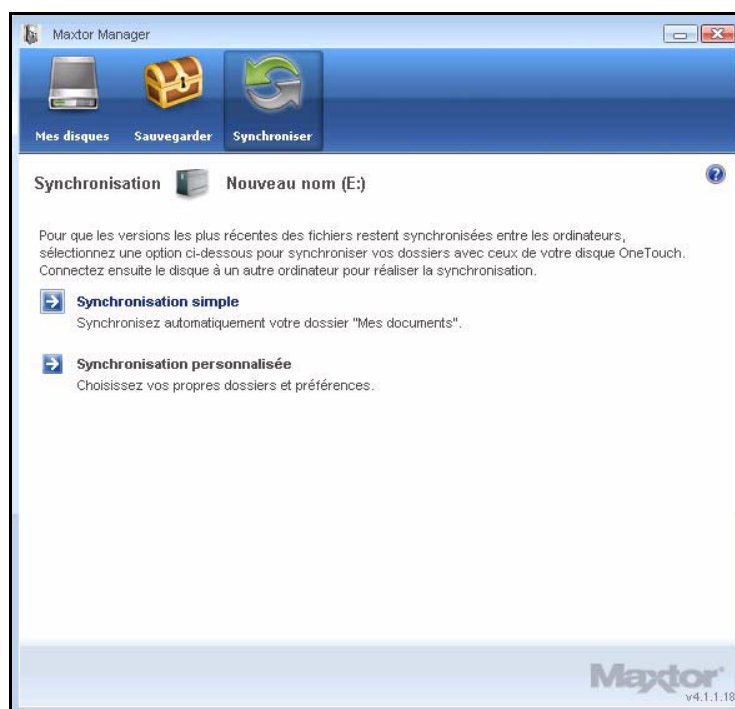 Maxtor Manager
Mes disques Sauvegarder Synchroniser
Synchronisation Nouveau nom (E:)
Pour que les versions les plus récentes des fichiers restent synchronisées entre les ordinateurs,
sélectionnez une option ci-dessous pour synchroniser vos dossiers avec ceux de votre disque OneTouch.
Connectez ensuite le disque à un autre ordinateur pour réaliser la synchronisation.
Synchronisation simple
Synchronisez automatiquement votre dossier "Mes documents".
Synchronisation personnalisée
Choisissez vos propres dossiers et préférences.
Maxtor
v4.1.1.18